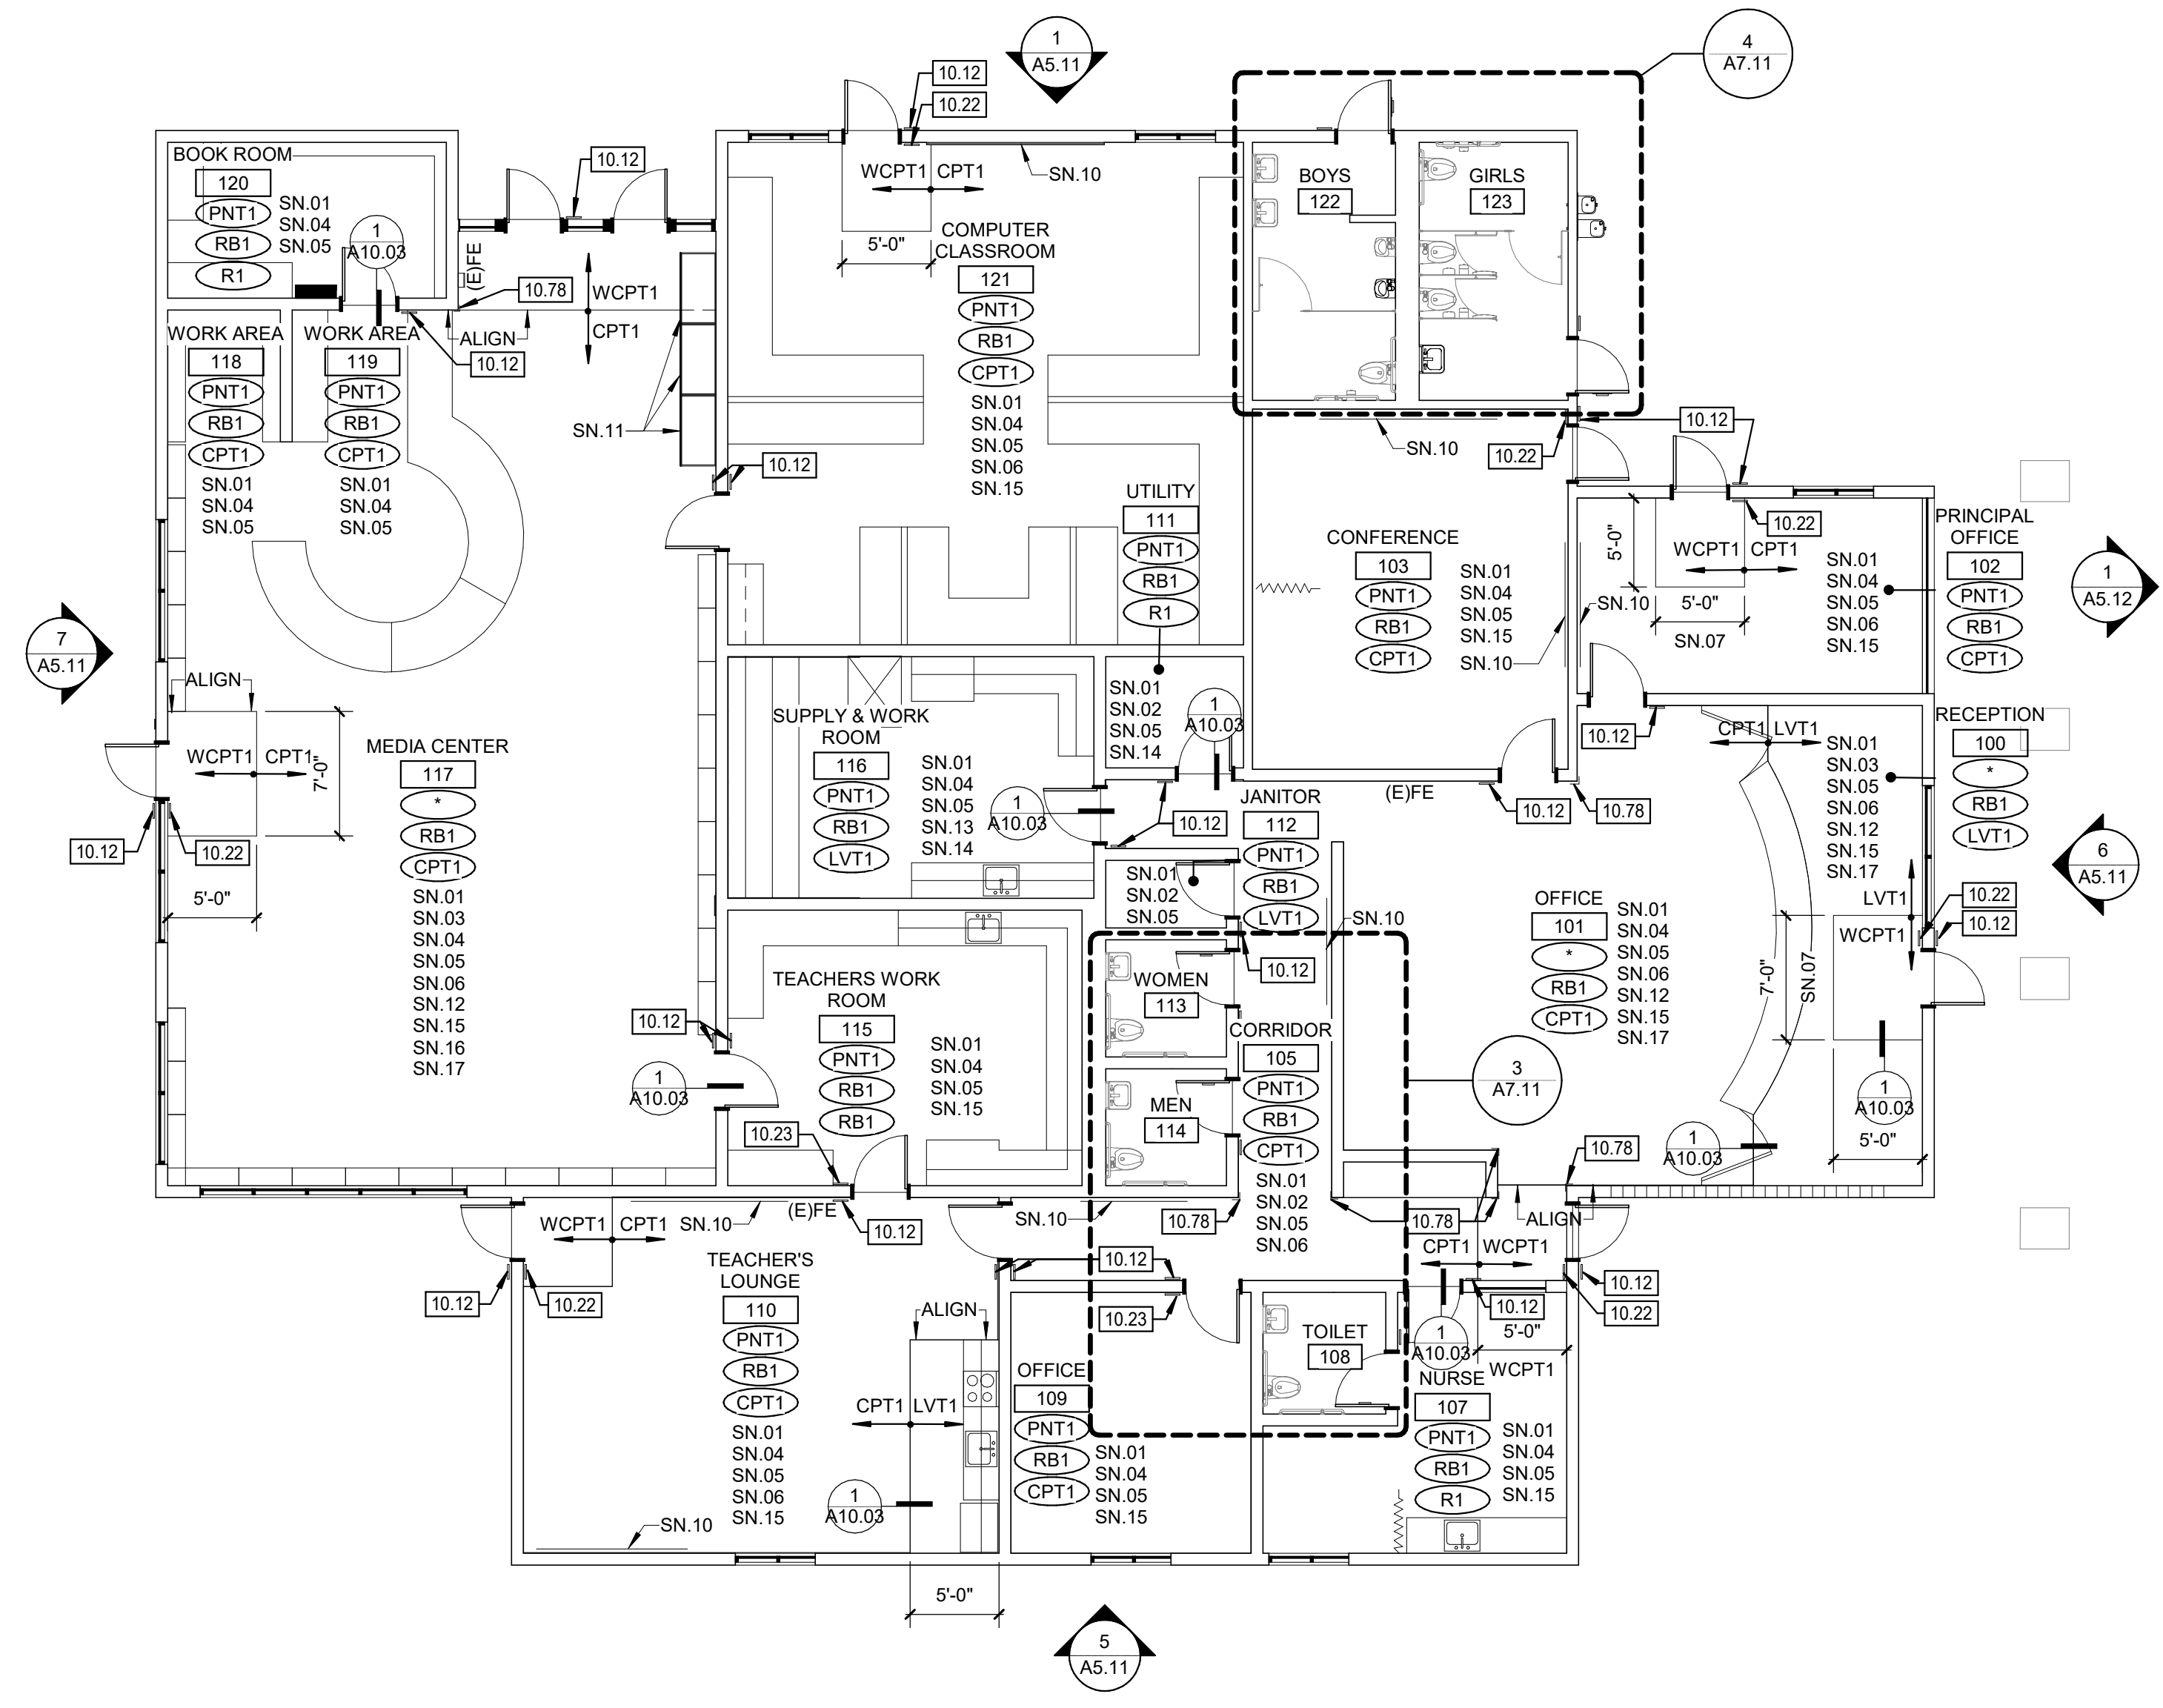 1
A5.11
4
A7.11
10.12
10.22
BOOK ROOM
120
PNT1
RB1
R1
SN.01
SN.04
SN.05
1
A10.03
10.12
(E)FE
10.78
WCPT1
CPT1
ALIGN
10.12
WORK AREA
118
PNT1
RB1
CPT1
SN.01
SN.04
SN.05
WORK AREA
119
PNT1
RB1
CPT1
SN.01
SN.04
SN.05
SN.11
WCPT1
CPT1
5'-0"
SN.10
COMPUTER
CLASSROOM
121
PNT1
RB1
CPT1
SN.01
SN.04
SN.05
SN.06
SN.15
10.12
BOYS
122
GIRLS
123
10.12
SN.10
10.22
UTILITY
111
PNT1
RB1
R1
SN.01
SN.02
SN.05
SN.14
1
A10.03
CONFERENCE
103
PNT1
RB1
CPT1
SN.01
SN.04
SN.05
SN.15
SN.10
10.22
5'-0"
WCPT1
CPT1
5'-0"
SN.07
SN.10
SN.01
SN.04
SN.05
SN.06
SN.15
PRINCIPAL
OFFICE
102
PNT1
RB1
CPT1
1
A5.12
7
A5.11
ALIGN
WCPT1
CPT1
7'-0"
10.12
10.22
5'-0"
MEDIA CENTER
117
*
RB1
CPT1
SN.01
SN.03
SN.04
SN.05
SN.06
SN.12
SN.15
SN.16
SN.17
SUPPLY & WORK
ROOM
116
PNT1
RB1
LVT1
SN.01
SN.04
SN.05
SN.13
SN.14
1
A10.03
10.12
JANITOR
112
PNT1
RB1
LVT1
SN.01
SN.02
SN.05
SN.10
10.12
(E)FE
10.12
10.78
10.12
CPT1
LVT1
SN.01
SN.03
SN.05
SN.06
SN.12
SN.15
SN.17
RECEPTION
100
*
RB1
LVT1
6
A5.11
LVT1
WCPT1
10.22
10.12
OFFICE
101
*
RB1
CPT1
SN.01
SN.04
SN.05
SN.06
SN.12
SN.15
SN.17
7'-0"
SN.07
1
A10.03
5'-0"
1
A10.03
10.78
TEACHERS WORK
ROOM
115
PNT1
RB1
RB1
SN.01
SN.04
SN.05
SN.15
10.12
1
A10.03
10.23
WOMEN
113
MEN
114
CORRIDOR
105
PNT1
RB1
CPT1
SN.01
SN.02
SN.05
SN.06
3
A7.11
10.78
10.78
ALIGN
CPT1
WCPT1
WCPT1
CPT1
SN.10
(E)FE
10.12
SN.10
10.12
10.22
TEACHER'S
LOUNGE
110
PNT1
RB1
CPT1
SN.01
SN.04
SN.05
SN.06
SN.15
SN.10
ALIGN
CPT1
LVT1
1
A10.03
5'-0"
10.12
10.23
OFFICE
109
PNT1
RB1
CPT1
SN.01
SN.04
SN.05
SN.15
TOILET
108
1
A10.03
10.12
5'-0"
WCPT1
10.12
10.22
NURSE
107
PNT1
RB1
R1
SN.01
SN.04
SN.05
SN.15
5
A5.11